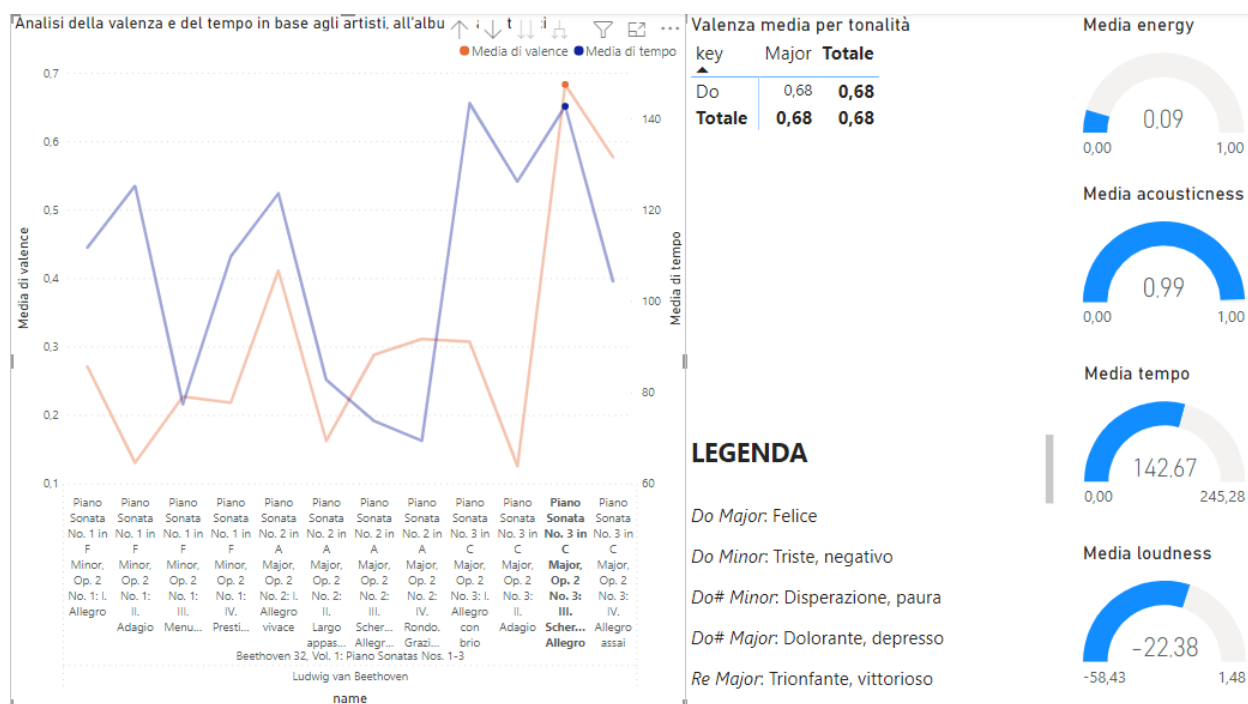 Analisi della valenza e del tempo in base agli artisti, all'albu
Media di valence Media di tempo
0,7
0,6
0,5
0,4
0,3
0,2
0,1
Media di valence
140
120
100
80
60
Media di tempo
Piano Sonata No. 1 in F Minor, Op. 2 No. 1: I. Allegro
Piano Sonata No. 1 in F Minor, Op. 2 No. 1: II. Adagio
Piano Sonata No. 1 in F Minor, Op. 2 No. 1: III. Menu...
Piano Sonata No. 1 in F Minor, Op. 2 No. 1: IV. Presti...
Piano Sonata No. 2 in A Major, Op. 2 No. 2: I. Allegro vivace
Piano Sonata No. 2 in A Major, Op. 2 No. 2: II. Largo appas...
Piano Sonata No. 2 in A Major, Op. 2 No. 2: III. Scher... Allegr...
Piano Sonata No. 2 in A Major, Op. 2 No. 2: IV. Rondo. Grazi...
Piano Sonata No. 3 in C Major, Op. 2 No. 3: I. Allegro con brio
Piano Sonata No. 3 in C Major, Op. 2 No. 3: II. Adagio
Piano Sonata No. 3 in C Major, Op. 2 No. 3: III. Scher... Allegro
Piano Sonata No. 3 in C Major, Op. 2 No. 3: IV. Allegro assai
Beethoven 32, Vol. 1: Piano Sonatas Nos. 1-3
Ludwig van Beethoven
name
Valenza media per tonalità
key Major Totale
Do 0,68 0,68
Totale 0,68 0,68
LEGENDA
Do Major: Felice
Do Minor: Triste, negativo
Do# Minor: Disperazione, paura
Do# Major: Dolorante, depresso
Re Major: Trionfante, vittorioso
Media energy
0,09
0,00 1,00
Media acousticness
0,99
0,00 1,00
Media tempo
142,67
0,00 245,28
Media loudness
-22,38
-58,43 1,48